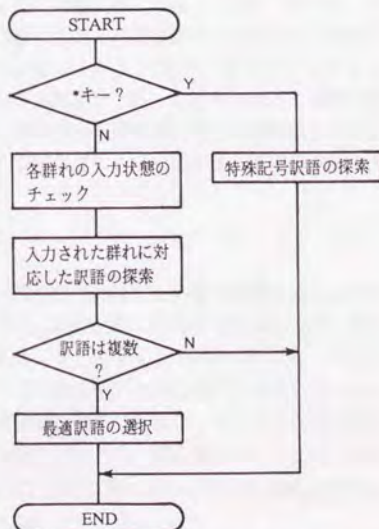 START
*キー?
Y
N
各群れの入力状態の
チェック
特殊記号訳語の探索
入力された群れに対
応した訳語の探索
訳語は複数
?
N
Y
最適訳語の選択
END